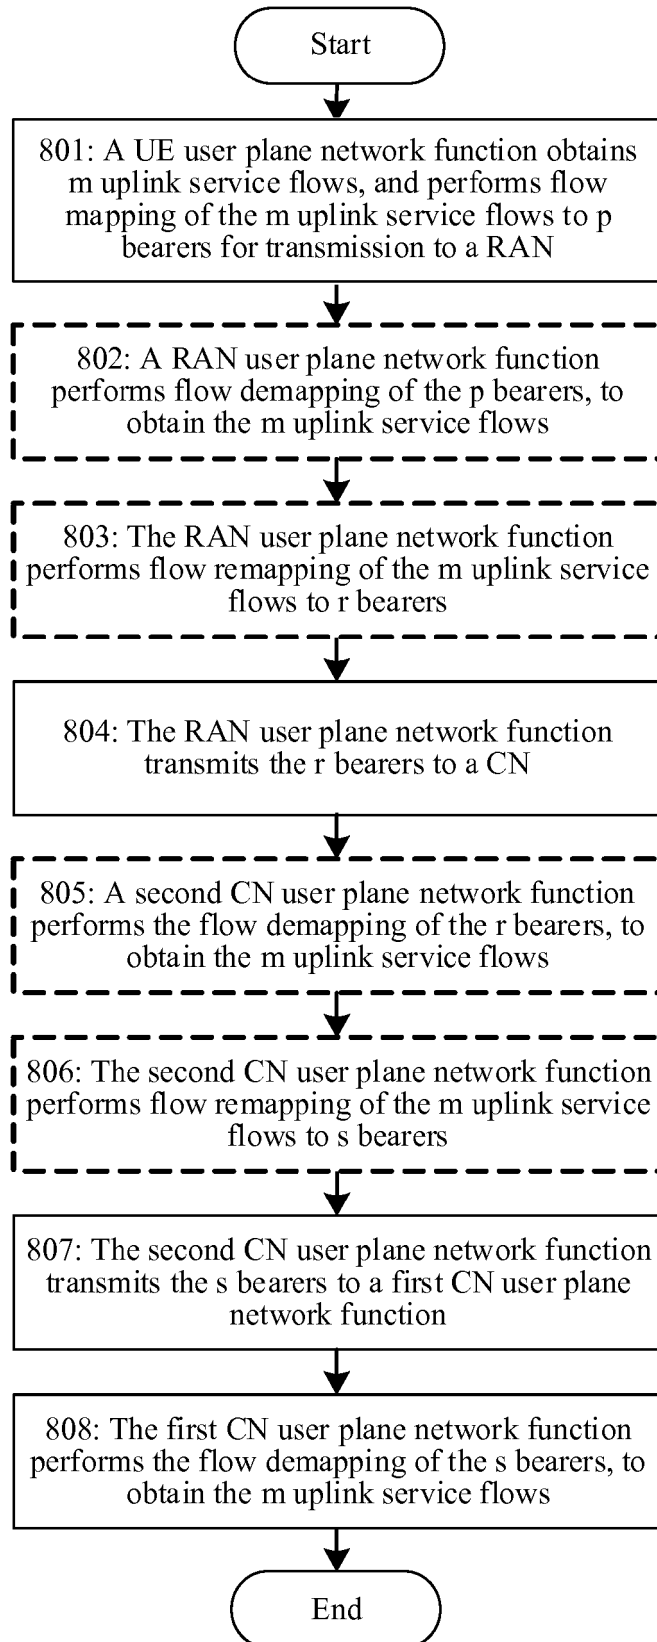 Start
801: A UE user plane network function obtains
m uplink service flows, and performs flow
mapping of the m uplink service flows to p
bearers for transmission to a RAN
802: A RAN user plane network function
performs flow demapping of the p bearers, to
obtain the m uplink service flows
803: The RAN user plane network function
performs flow remapping of the m uplink service
flows to r bearers
804: The RAN user plane network function
transmits the r bearers to a CN
805: A second CN user plane network function
performs the flow demapping of the r bearers, to
obtain the m uplink service flows
806: The second CN user plane network function
performs flow remapping of the m uplink service
flows to s bearers
807: The second CN user plane network function
transmits the s bearers to a first CN user plane
network function
808: The first CN user plane network function
performs the flow demapping of the s bearers, to
obtain the m uplink service flows
End